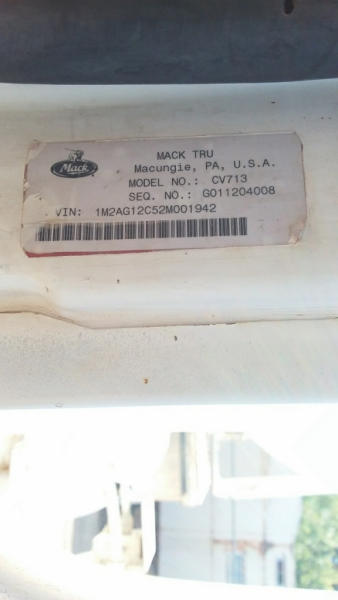 Mack
MACK TRU
Macungie, PA, U.S.A.
MODEL NO.: CV713
SEQ. NO.: G011204008
VIN: 1M2AG12C52M001942